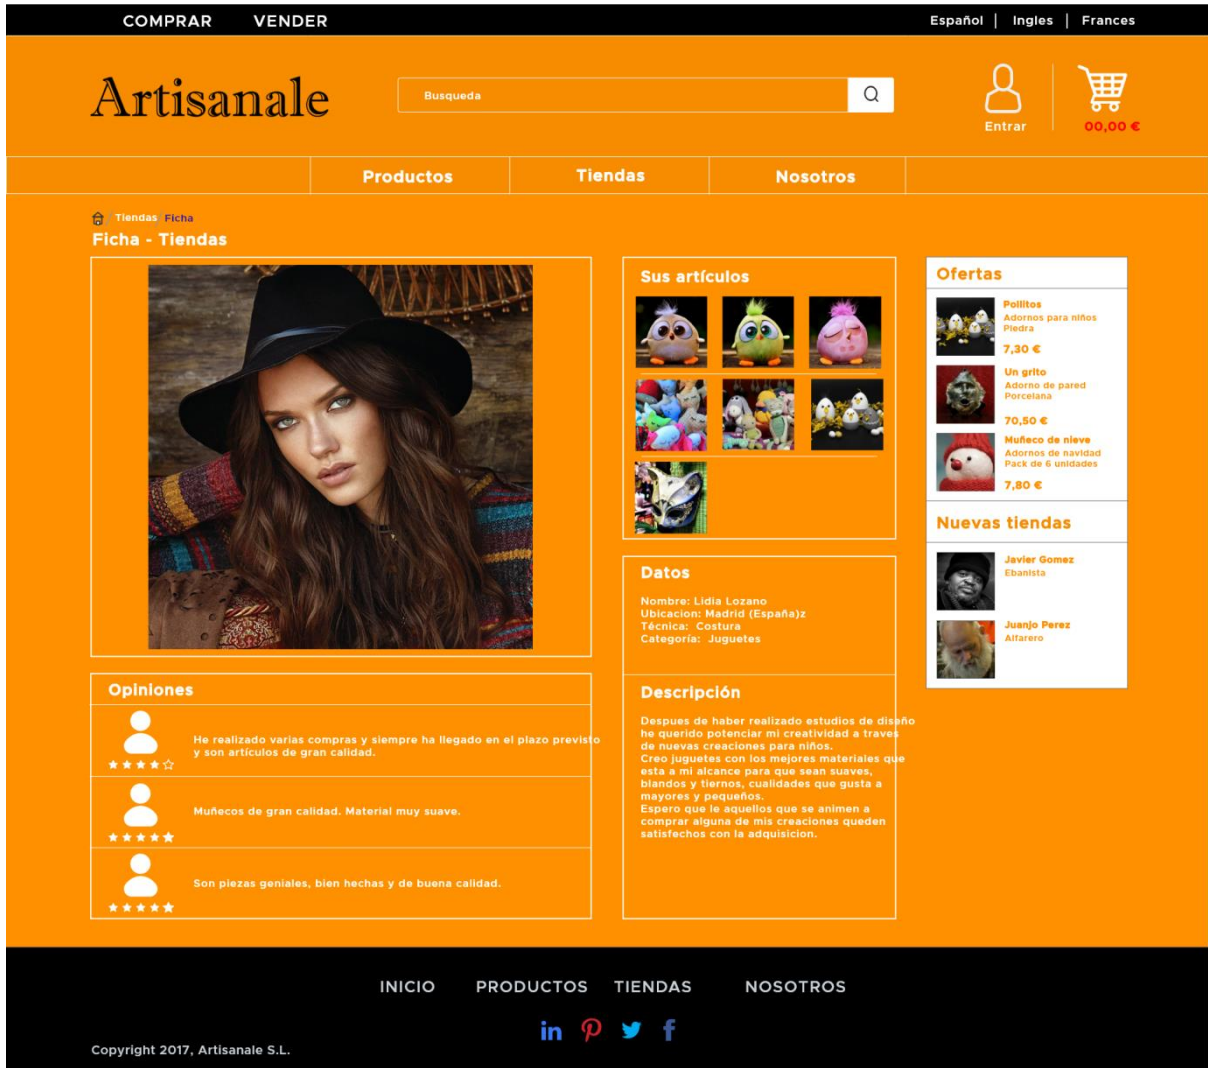 COMPRAR VENDER
Español | Ingles | Frances
Artisanale
Busqueda
Entrar
00,00 €
Productos Tiendas Nosotros
/ Tiendas/Ficha
Ficha - Tiendas
Sus artículos
Datos
Nombre: Lidia Lozano
Ubicacion: Madrid (España)z
Técnica: Costura
Categoría: Juguetes
Descripción
Despues de haber realizado estudios de diseño
he querido potenciar mi creatividad a traves
de nuevas creaciones para niños.
Creo juguetes con los mejores materiales que
esta a mi alcance para que sean suaves,
blandos y tiernos, cualidades que gusta a
mayores y pequeños.
Espero que le aquellos que se animen a
comprar alguna de mis creaciones queden
satisfechos con la adquisicion.
Opiniones
He realizado varias compras y siempre ha llegado en el plazo previsto
y son artículos de gran calidad.
Muñecos de gran calidad. Material muy suave.
Son piezas geniales, bien hechas y de buena calidad.
Ofertas
Pollitos
Adornos para niños
Piedra
7,30 €
Un grito
Adorno de pared
Porcelana
70,50 €
Muñeco de nieve
Adornos de navidad
Pack de 6 unidades
7,80 €
Nuevas tiendas
Javier Gomez
Ebanista
Juanjo Perez
Alfarero
INICIO PRODUCTOS TIENDAS NOSOTROS
in
f
Copyright 2017, Artisanale S.L.